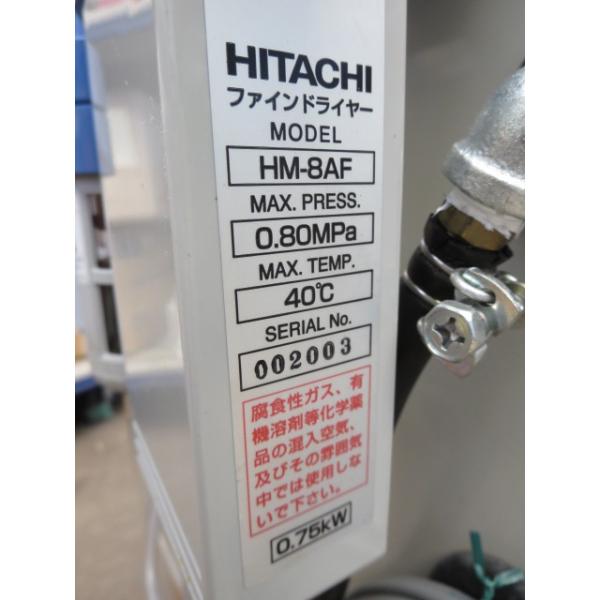 HITACHI
ファインドライヤー
MODEL
HM-8AF
MAX. PRESS.
0.80MPa
MAX. TEMP.
40℃
SERIAL No.
002003
腐食性ガス、有
機溶剤等化学薬
品の混入空気、
及びその雰囲気
中では使用しな
いで下さい。
0.75kW